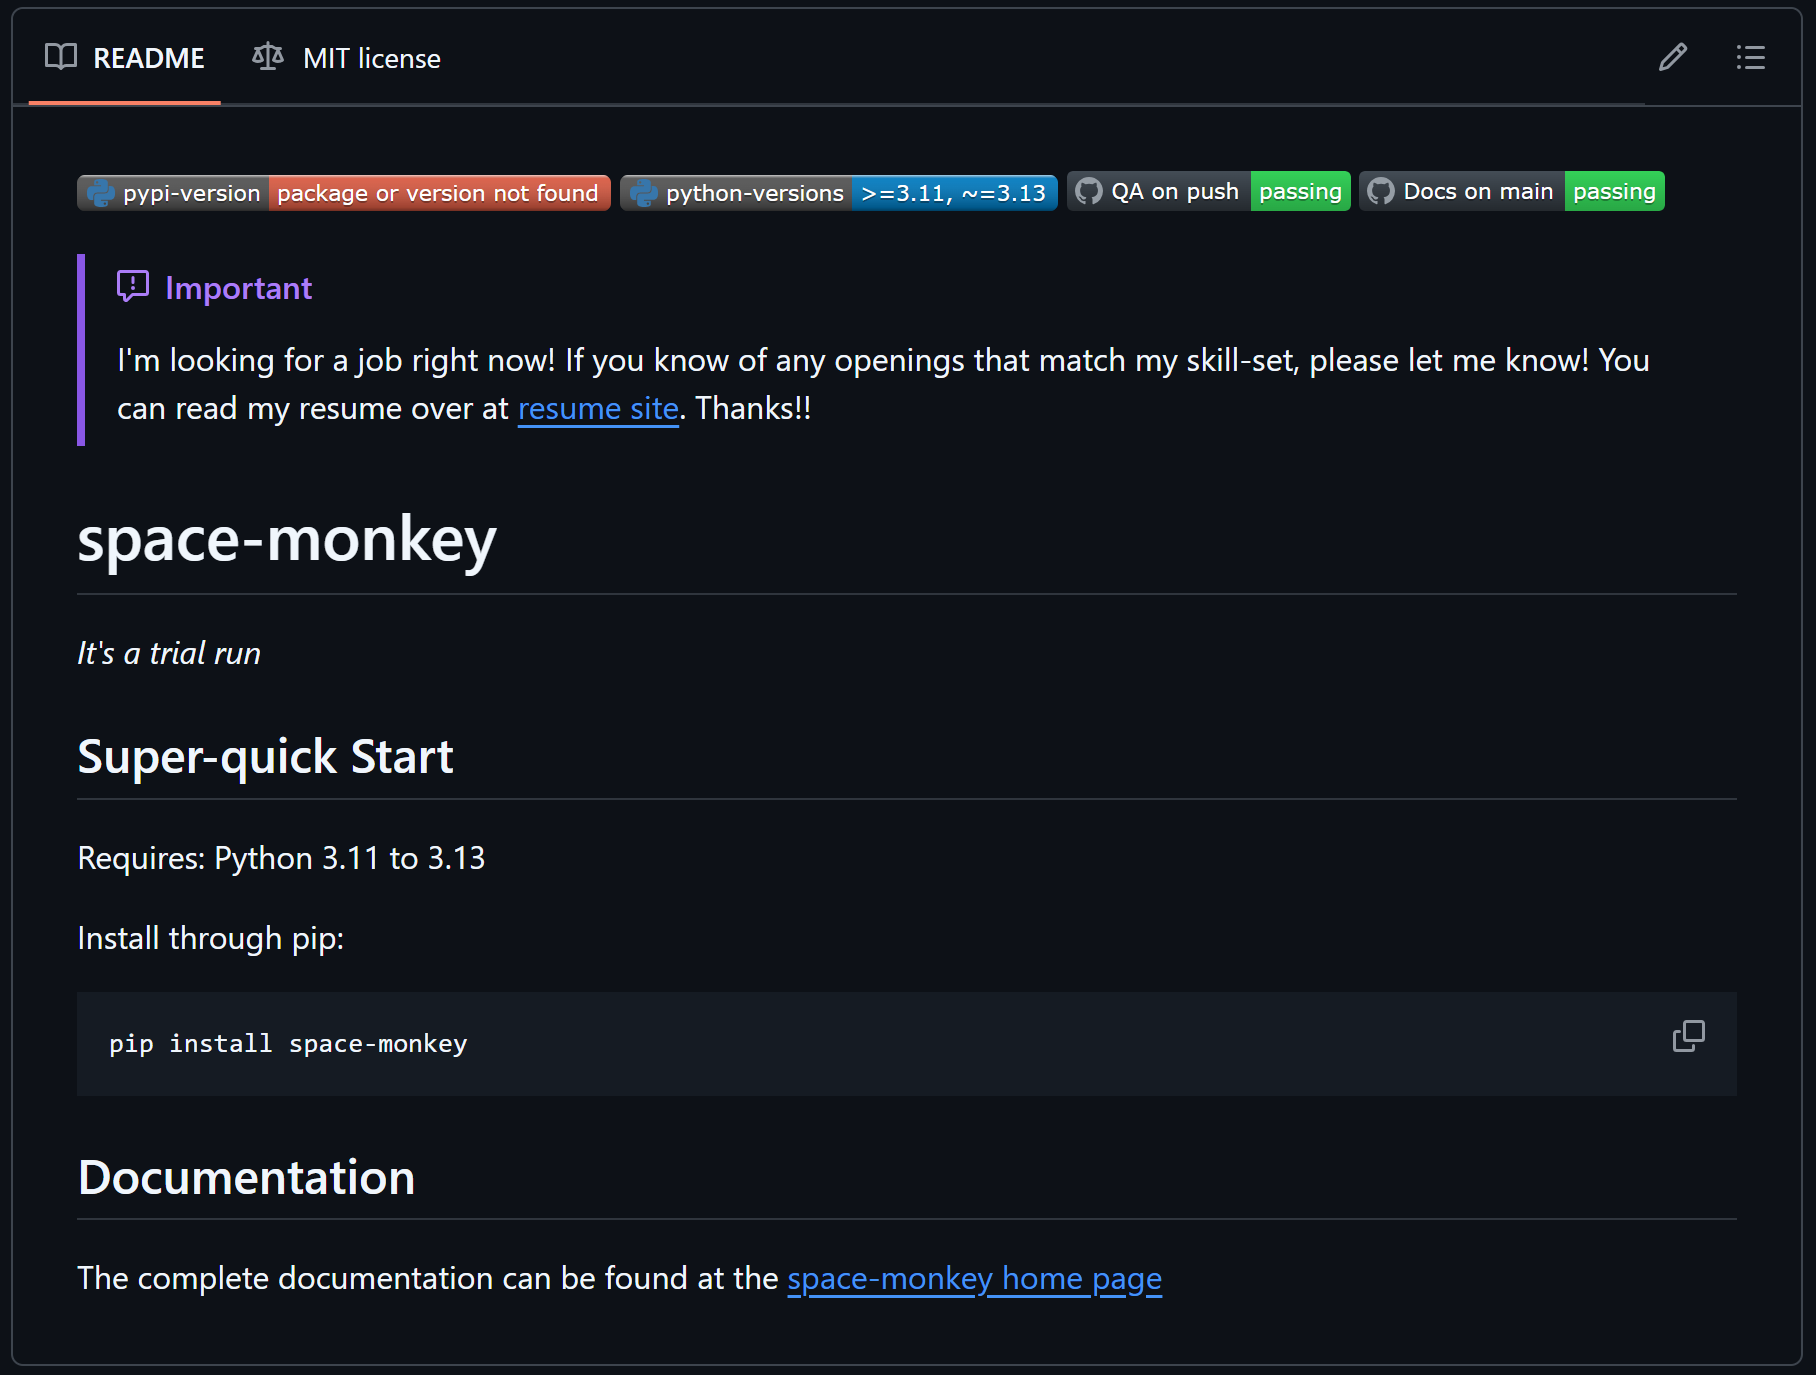 README
MIT license
pypi-version package or version not found
python-versions >=3.11, ~=3.13
QA on push passing
Docs on main passing
Important
I'm looking for a job right now! If you know of any openings that match my skill-set, please let me know! You
can read my resume over at resume site. Thanks!!
space-monkey
It's a trial run
Super-quick Start
Requires: Python 3.11 to 3.13
Install through pip:
pip install space-monkey
Documentation
The complete documentation can be found at the space-monkey home page